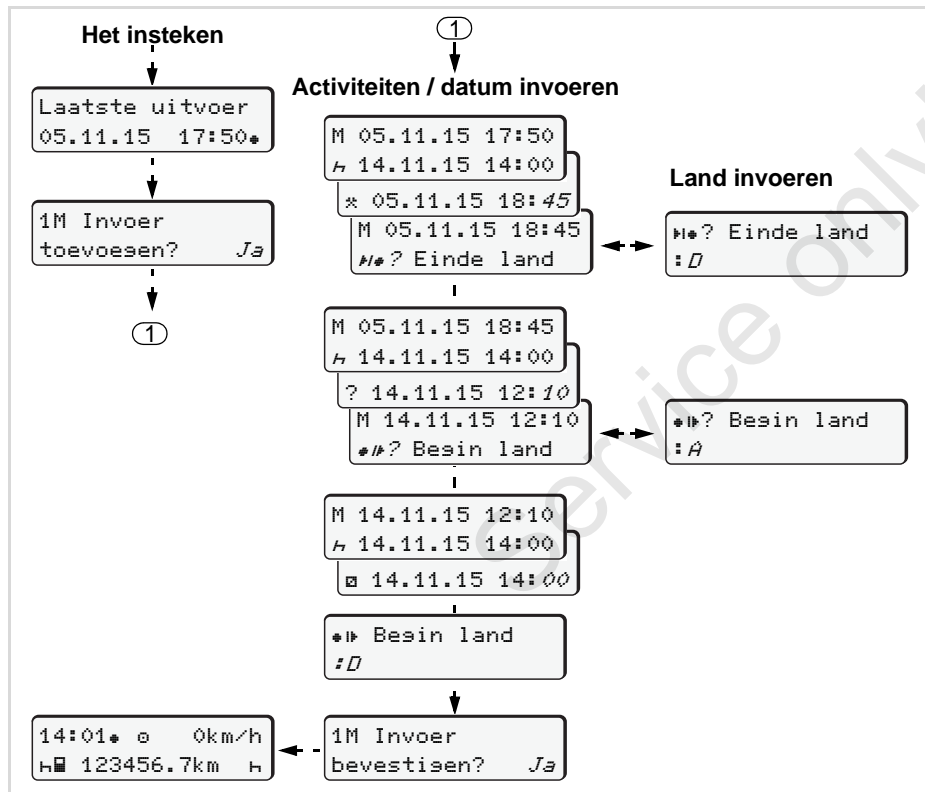 Het insteken
Laatste uitvoer
05.11.15 17:50
1M Invoer
toevoegen? Ja
1
1
Activiteiten / datum invoeren
M 05.11.15 17:50
14.11.15 14:00
05.11.15 18:45
M 05.11.15 18:45
? Einde land
Land invoeren
? Einde land
:D
M 05.11.15 18:45
14.11.15 14:00
? 14.11.15 12:10
M 14.11.15 12:10
? Begin land
? Begin land
:A
M 14.11.15 12:10
14.11.15 14:00
14.11.15 14:00
Begin land
:D
1M Invoer
bevestigen? Ja
14:01 0km/h
123456.7km
Service only